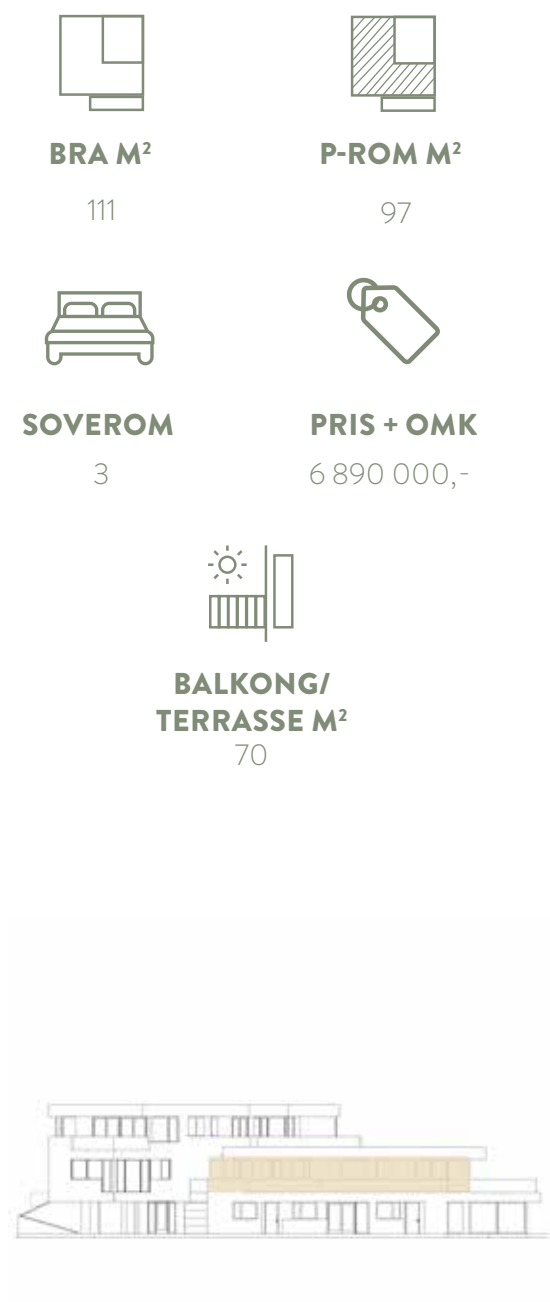 BRA M²
P-ROM M²
111
97
SOVEROM
PRIS + OMK
3
6 890 000,-
BALKONG/
TERRASSE M²
70